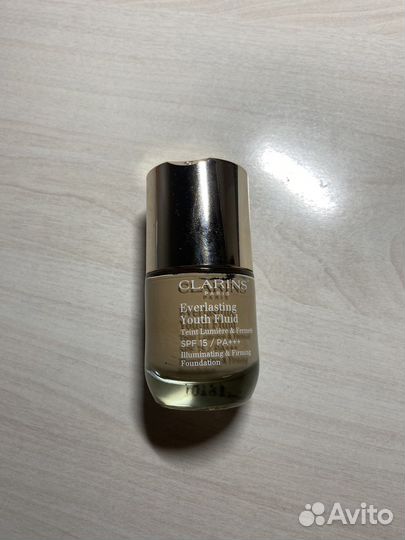 CLARINS
PARIS
Everlasting
Youth Fluid
Teint Lumière & Fermeté
SPF 15 / PA+++
Illuminating & Firming
Foundation
Avito